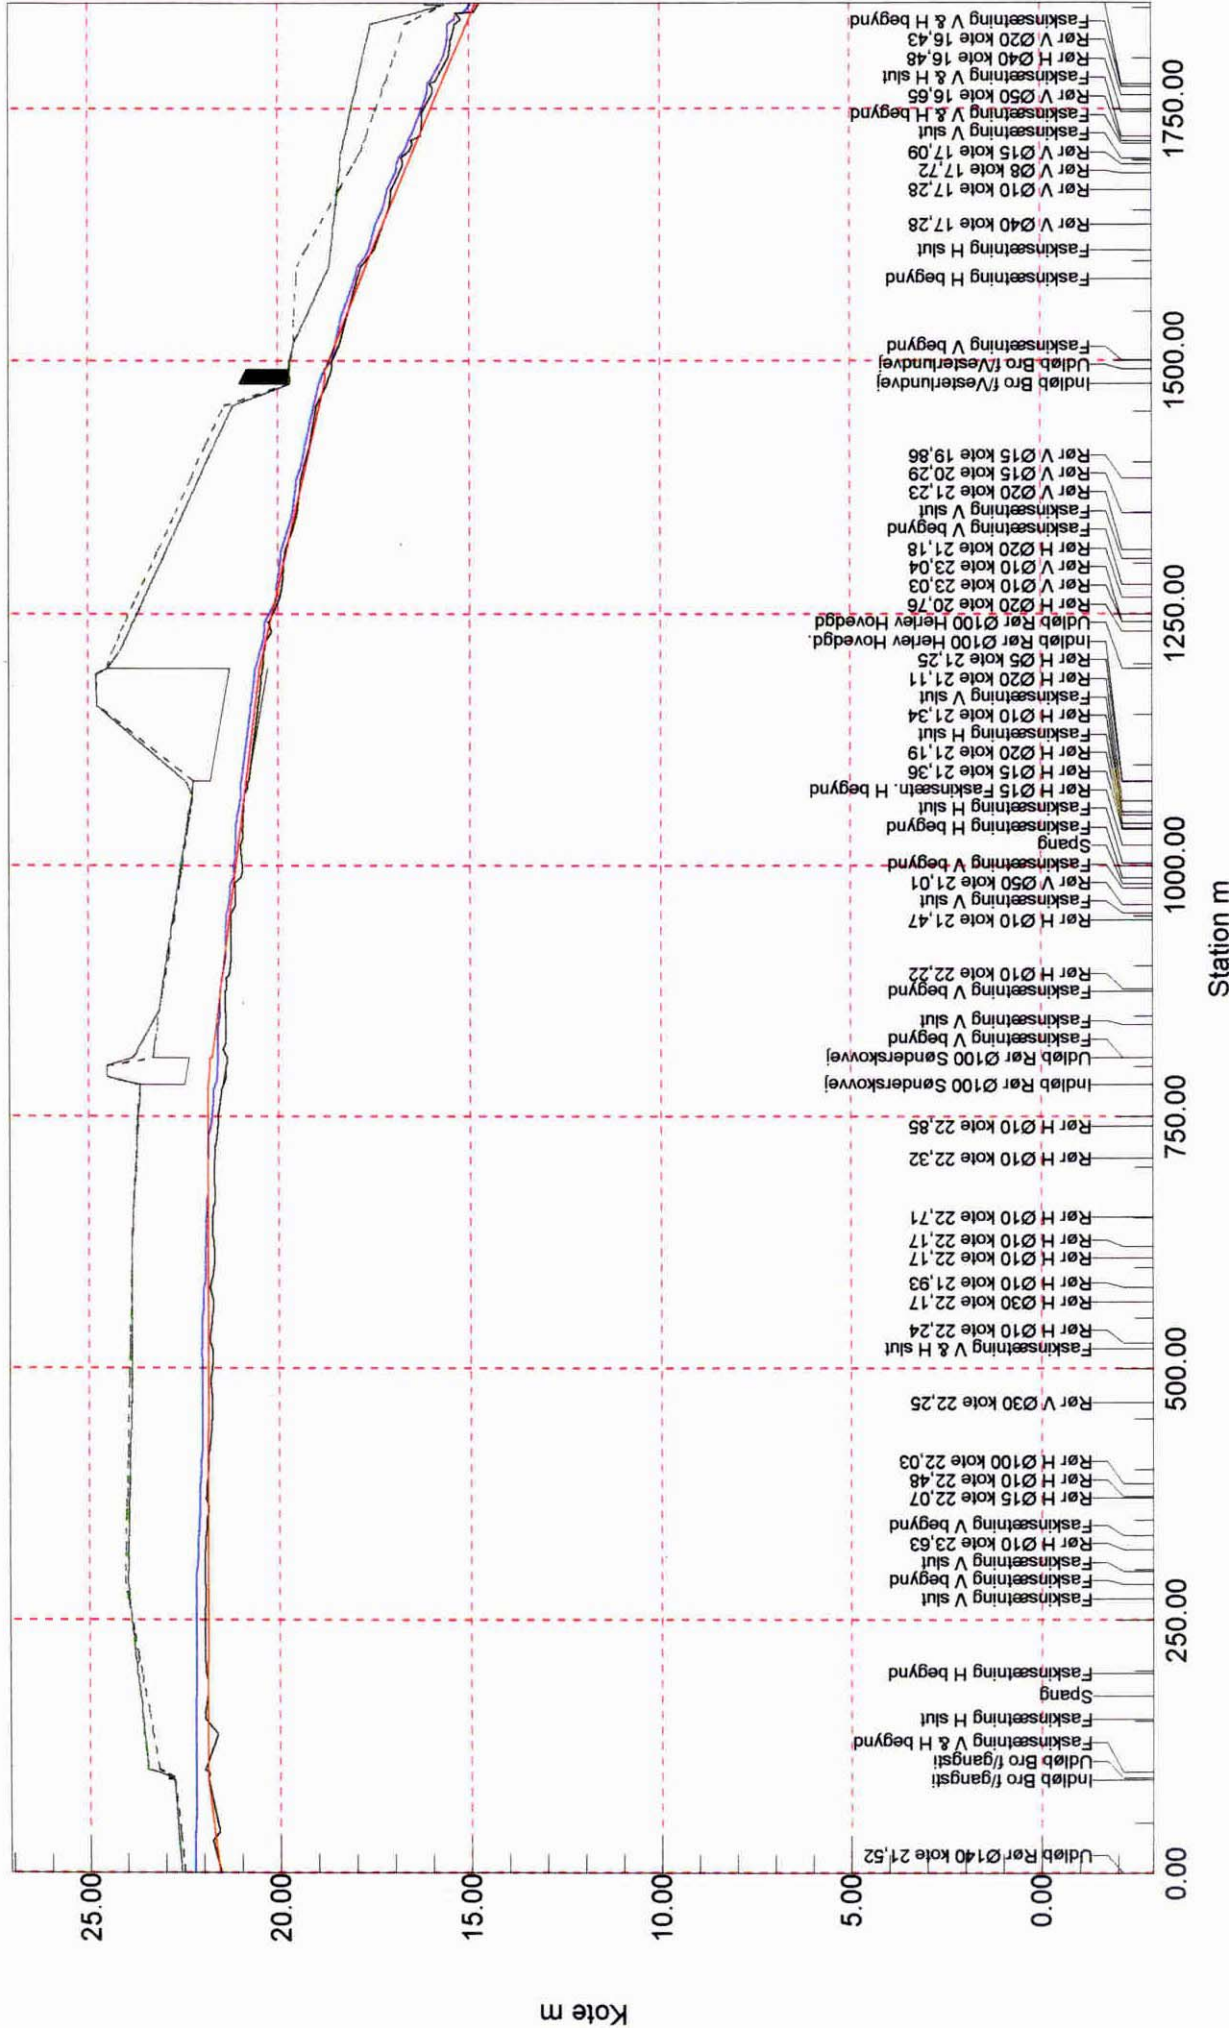 Kote m
25.00
20.00
15.00
10.00
5.00
0.00
Udløb Rør Ø140 kote 21,52
Indløb Bro f/gangsti
Udløb Bro f/gangsti
Faskinsætning V & H begynd
Faskinsætning H slut
Spang
Faskinsætning H begynd
Faskinsætning V slut
Faskinsætning V begynd
Faskinsætning V slut
Rør H Ø10 kote 23,63
Faskinsætning V begynd
Rør H Ø15 kote 22,07
Rør H Ø10 kote 22,48
Rør H Ø100 kote 22,03
Rør V Ø30 kote 22,25
Faskinsætning V & H slut
Rør H Ø10 kote 22,24
Rør H Ø30 kote 22,17
Rør H Ø10 kote 21,93
Rør H Ø10 kote 22,17
Rør H Ø10 kote 22,17
Rør H Ø10 kote 22,71
Rør H Ø10 kote 22,32
Rør H Ø10 kote 22,85
Indløb Rør Ø100 Sønderskovvej
Udløb Rør Ø100 Sønderskovvej
Faskinsætning V begynd
Faskinsætning V slut
Faskinsætning V begynd
Rør H Ø10 kote 22,22
Rør H Ø10 kote 21,47
Faskinsætning V slut
Rør V Ø50 kote 21,01
Faskinsætning V begynd
Spang
Faskinsætning H begynd
Faskinsætning H slut
Rør H Ø15 Faskinsætn. H begynd
Rør H Ø15 kote 21,36
Rør H Ø20 kote 21,19
Faskinsætning H slut
Rør H Ø10 kote 21,34
Faskinsætning V slut
Rør H Ø20 kote 21,11
Rør H Ø5 kote 21,25
Indløb Rør Ø100 Herlev Hovedgd.
Udløb Rør Ø100 Herlev Hovedgd
Rør H Ø20 kote 20,76
Rør V Ø10 kote 23,03
Rør V Ø10 kote 23,04
Rør H Ø20 kote 21,18
Faskinsætning V begynd
Faskinsætning V slut
Rør V Ø20 kote 21,23
Rør V Ø15 kote 20,29
Rør V Ø15 kote 19,86
Indløb Bro f/Vesterlundvej
Udløb Bro f/Vesterlundvej
Faskinsætning V begynd
Faskinsætning H begynd
Faskinsætning H slut
Rør V Ø40 kote 17,28
Rør V Ø10 kote 17,28
Rør V Ø8 kote 17,72
Rør V Ø15 kote 17,09
Faskinsætning V slut
Faskinsætning V & H begynd
Rør V Ø50 kote 16,65
Faskinsætning V & H slut
Rør H Ø40 kote 16,48
Rør V Ø20 kote 16,43
Faskinsætning V & H begynd
0.00
250.00
500.00
750.00
1000.00
1250.00
1500.00
1750.00
Station m